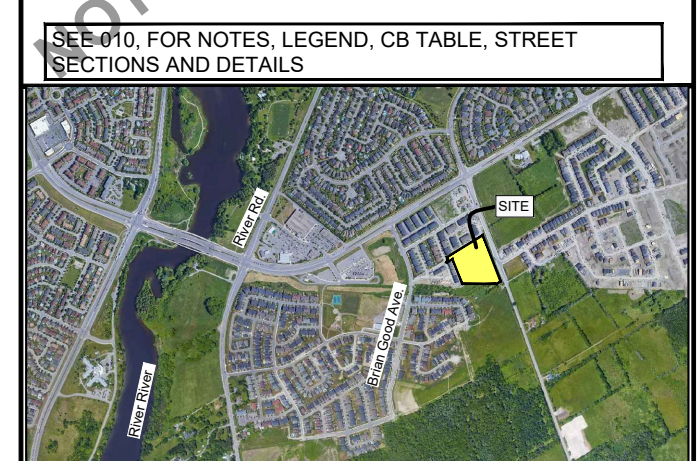 NOT
SEE 010, FOR NOTES, LEGEND, CB TABLE, STREET
SECTIONS AND DETAILS
SITE
River Rd.
Brian Good Ave.
River River